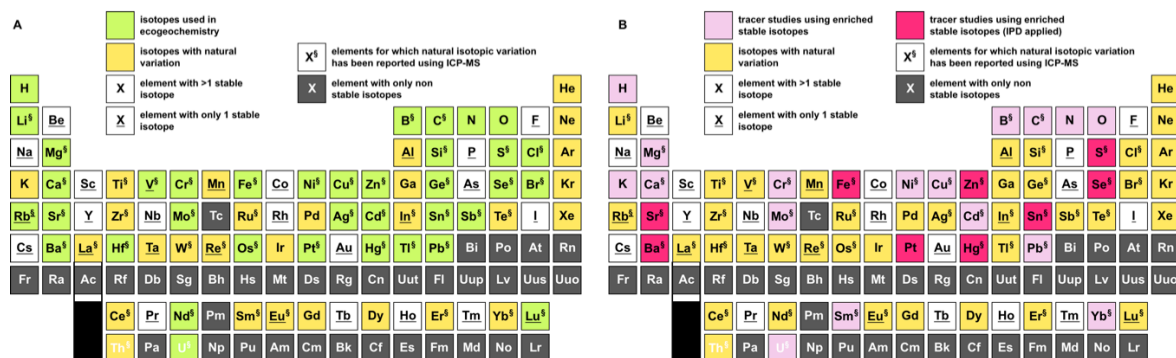 A
isotopes used in
ecogeochemistry
isotopes with natural
variation
X element with >1 stable
isotope
X element with only 1 stable
isotope
X§ elements for which natural isotopic variation
has been reported using ICP-MS
X element with only non
stable isotopes
H He
Li§ Be B§ C§ N O F Ne
Na Mg§ Al Si§ S§ P Cl§ Ar
K Ca§ Sc Ti§ V§ Cr§ Mn Fe§ Co Ni§ Cu§ Zn§ Ga Ge§ As Se§ Br§ Kr
Rb§ Sr§ Y Zr§ Nb Mo§ Tc Ru§ Rh Pd Ag§ Cd§ In§ Sn§ Sb§ Te§ I Xe
Cs Ba§ La§ Hf§ Ta W§ Re§ Os§ Ir Pt§ Au Hg§ Tl§ Pb§ Bi Po At Rn
Fr Ra Ac Rf Db Sg Bh Hs Mt Ds Rg Cn Uut Fl Uup Lv Uus Uuo
Ce§ Pr Nd§ Pm Sm§ Eu§ Gd Tb Dy Ho Er§ Tm Yb§ Lu§
Th§ Pa U§ Np Pu Am Cm Bk Cf Es Fm Md No Lr
B
tracer studies using enriched
stable isotopes
isotopes with natural
variation
X element with >1 stable
isotope
X element with only 1 stable
isotope
tracer studies using enriched
stable isotopes (IPD applied)
X§ elements for which natural isotopic variation
has been reported using ICP-MS
X element with only non
stable isotopes
H He
Li§ Be B§ C§ N O F Ne
Na Mg§ Al Si§ P S§ Cl§ Ar
K Ca§ Sc Ti§ V§ Cr§ Mn Fe§ Co Ni§ Cu§ Zn§ Ga Ge§ As Se§ Br§ Kr
Rb§ Sr§ Y Zr§ Nb Mo§ Tc Ru§ Rh Pd Ag§ Cd§ In§ Sn§ Sb§ Te§ I Xe
Cs Ba§ La§ Hf§ Ta W§ Re§ Os§ Ir Pt Au Hg§ Tl§ Pb§ Bi Po At Rn
Fr Ra Ac Rf Db Sg Bh Hs Mt Ds Rg Cn Uut Fl Uup Lv Uus Uuo
Ce§ Pr Nd§ Pm Sm§ Eu§ Gd Tb Dy Ho Er§ Tm Yb§ Lu§
Th§ Pa U§ Np Pu Am Cm Bk Cf Es Fm Md No Lr